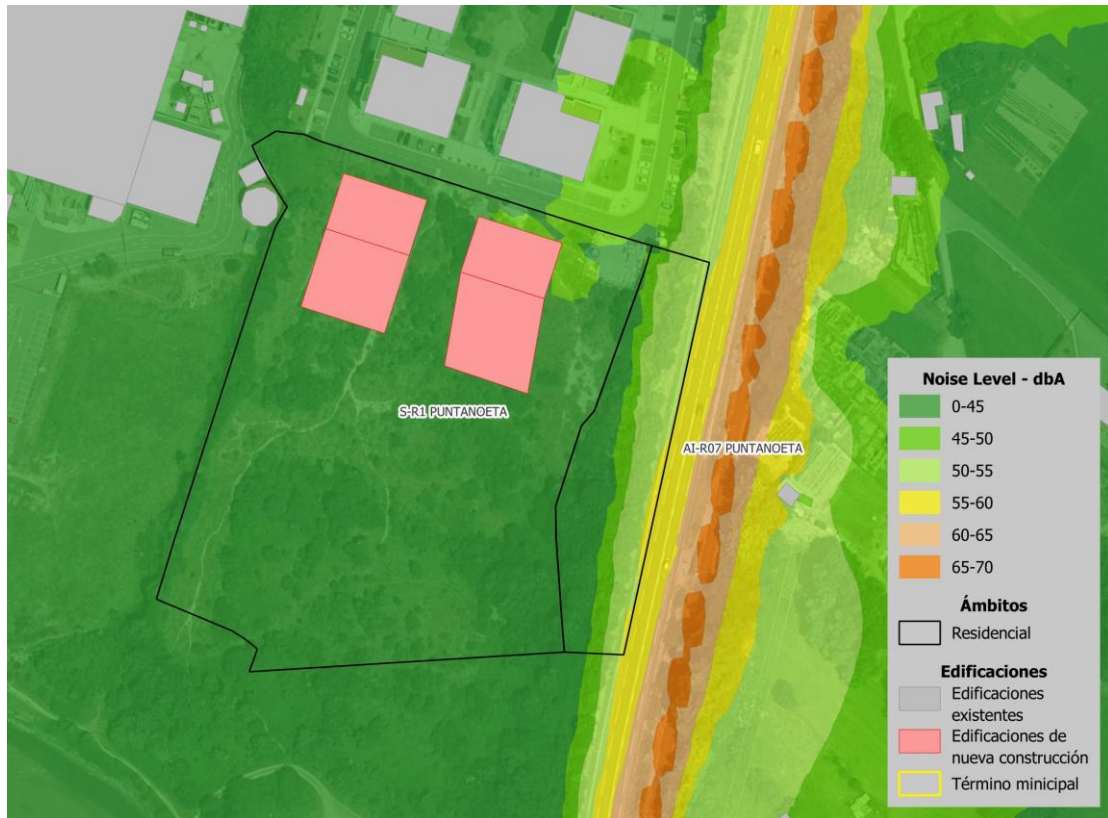 S-R1 PUNTANOETA
AI-R07 PUNTANOETA
Noise Level - dbA
0-45
45-50
50-55
55-60
60-65
65-70
Ámbitos
Residencial
Edificaciones
Edificaciones
existentes
Edificaciones de
nueva construcción
Término minicipal